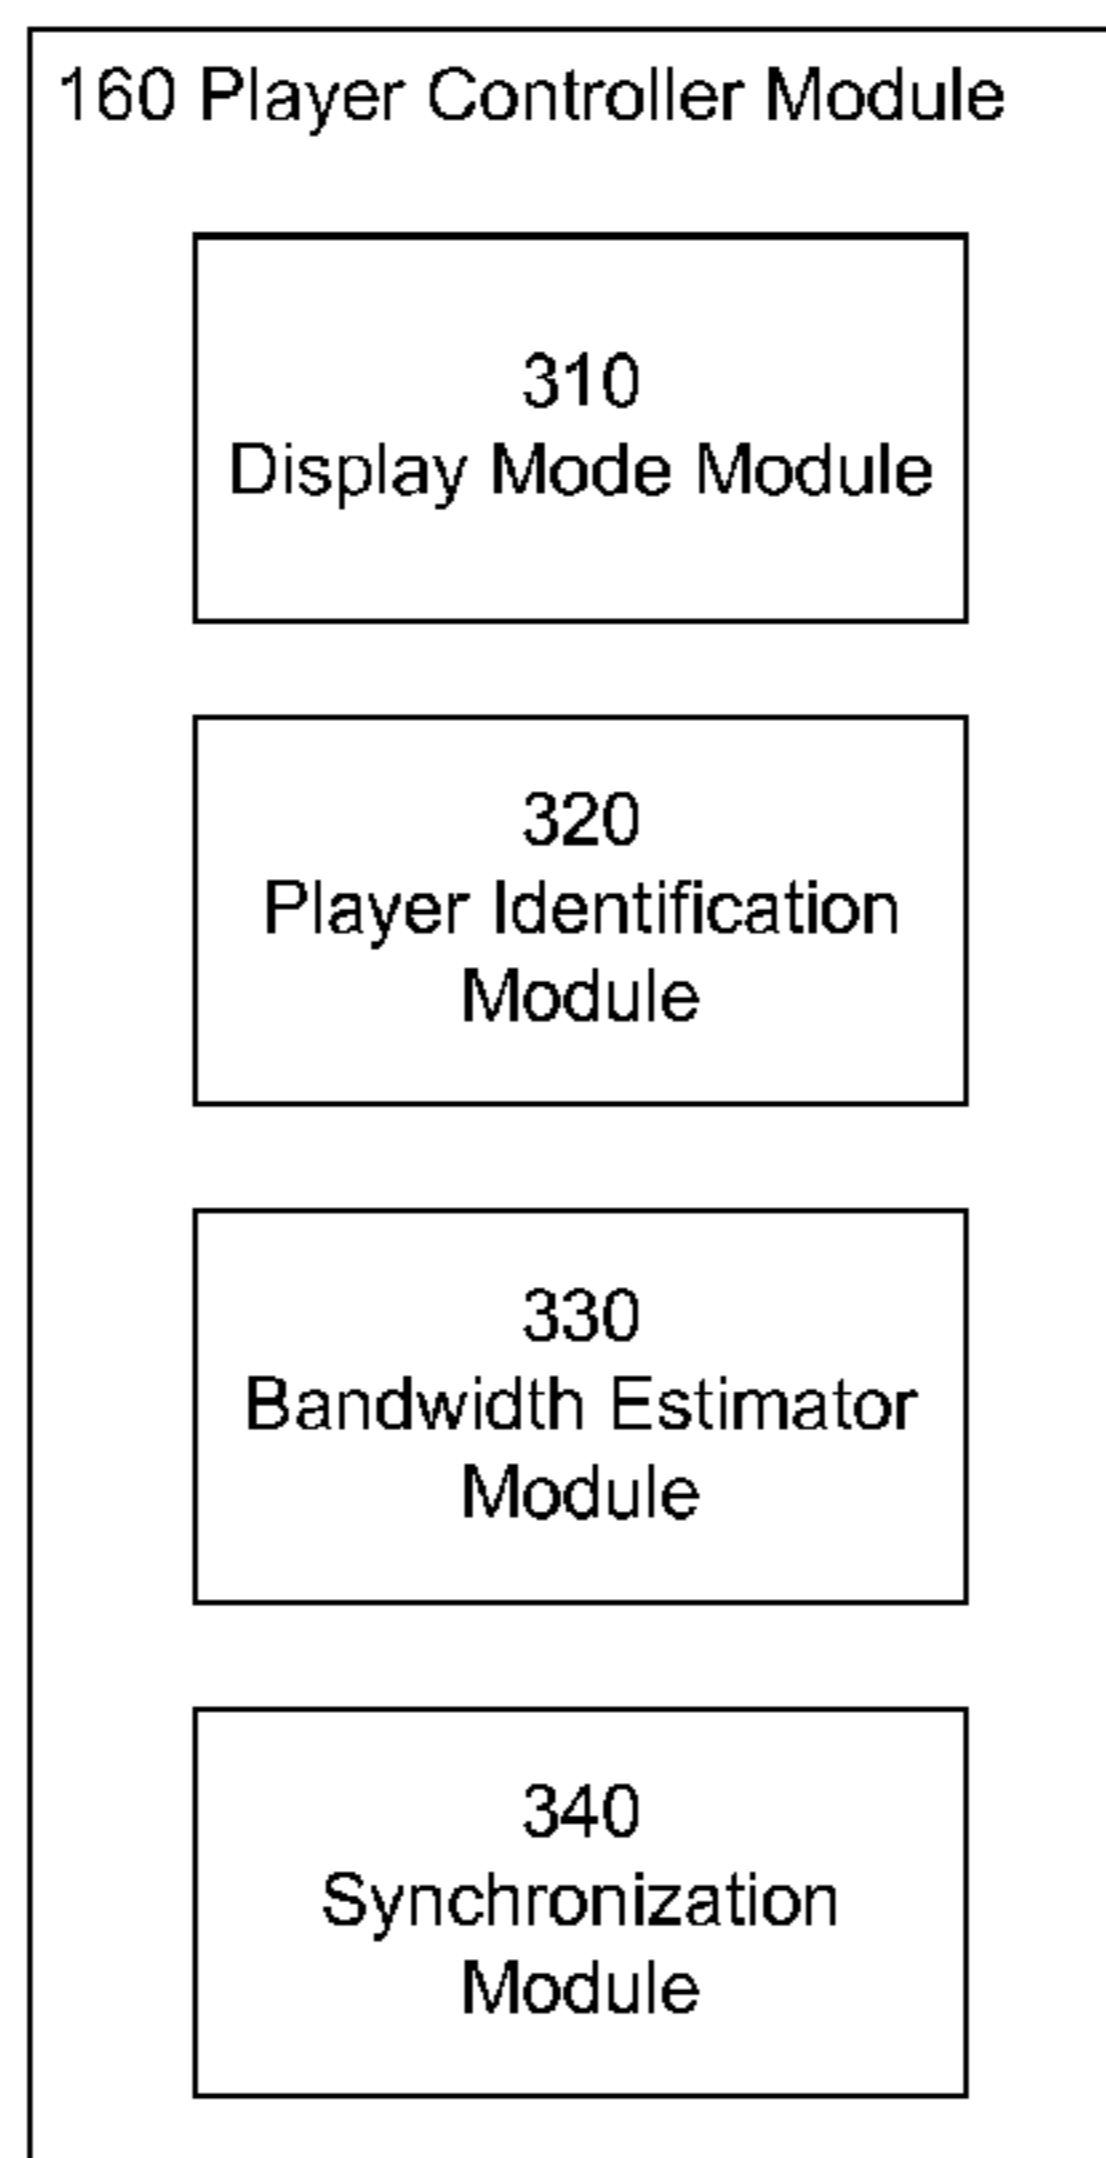 160 Player Controller Module
310
Display Mode Module
320
Player Identification
Module
330
Bandwidth Estimator
Module
340
Synchronization
Module